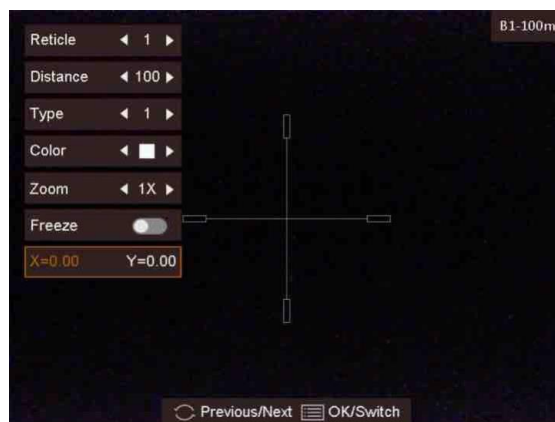 B1-100m
Reticle 1
Distance 100
Type 1
Color
Zoom 1X
Freeze
X=0.00 Y=0.00
Previous/Next OK/Switch